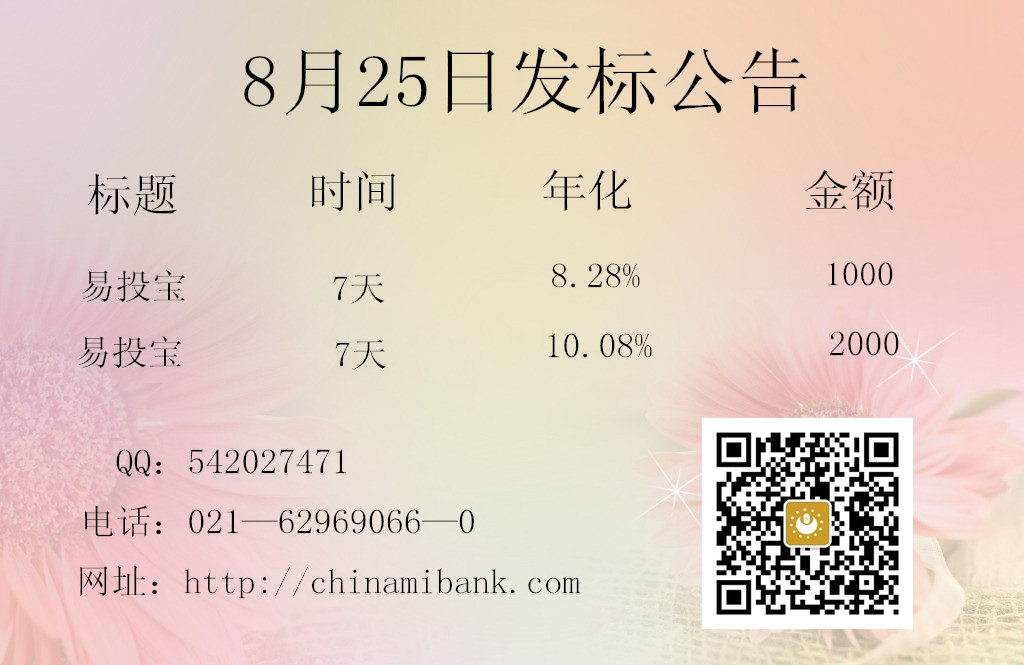 8月25日发标公告
标题 时间 年化 金额
易投宝 7天 8.28% 1000
易投宝 7天 10.08% 2000
QQ：542027471
电话：021—62969066—0
网址：http://chinamibank.com